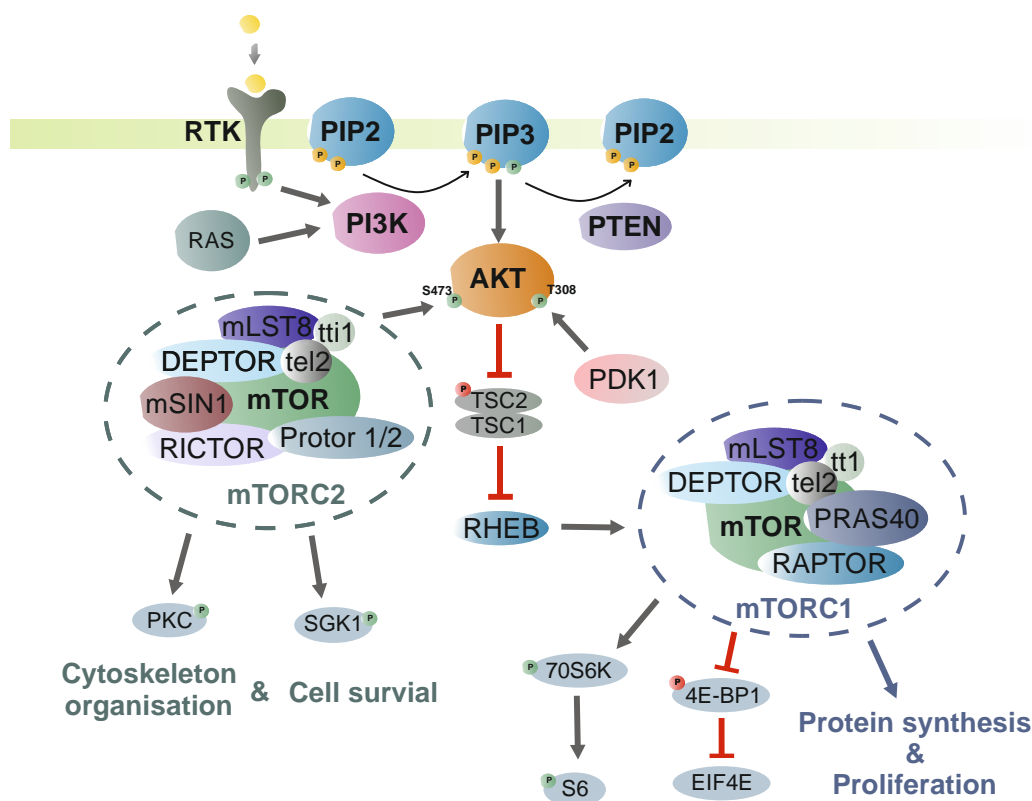 RTK
PIP2
PIP3
PIP2
P
P
P
P
P
P
P
P
P
RAS
PI3K
PTEN
AKT
S473
P
T308
P
mLST8
tti1
DEPTOR
tel2
mSIN1
mTOR
RICTOR
Protor 1/2
mTORC2
PDK1
P
TSC2
TSC1
RHEB
mLST8
tt1
DEPTOR
tel2
mTOR
PRAS40
RAPTOR
mTORC1
PKC
P
SGK1
P
Cytoskeleton
organisation
& Cell survial
P
70S6K
P
4E-BP1
P
S6
EIF4E
Protein synthesis
&
Proliferation